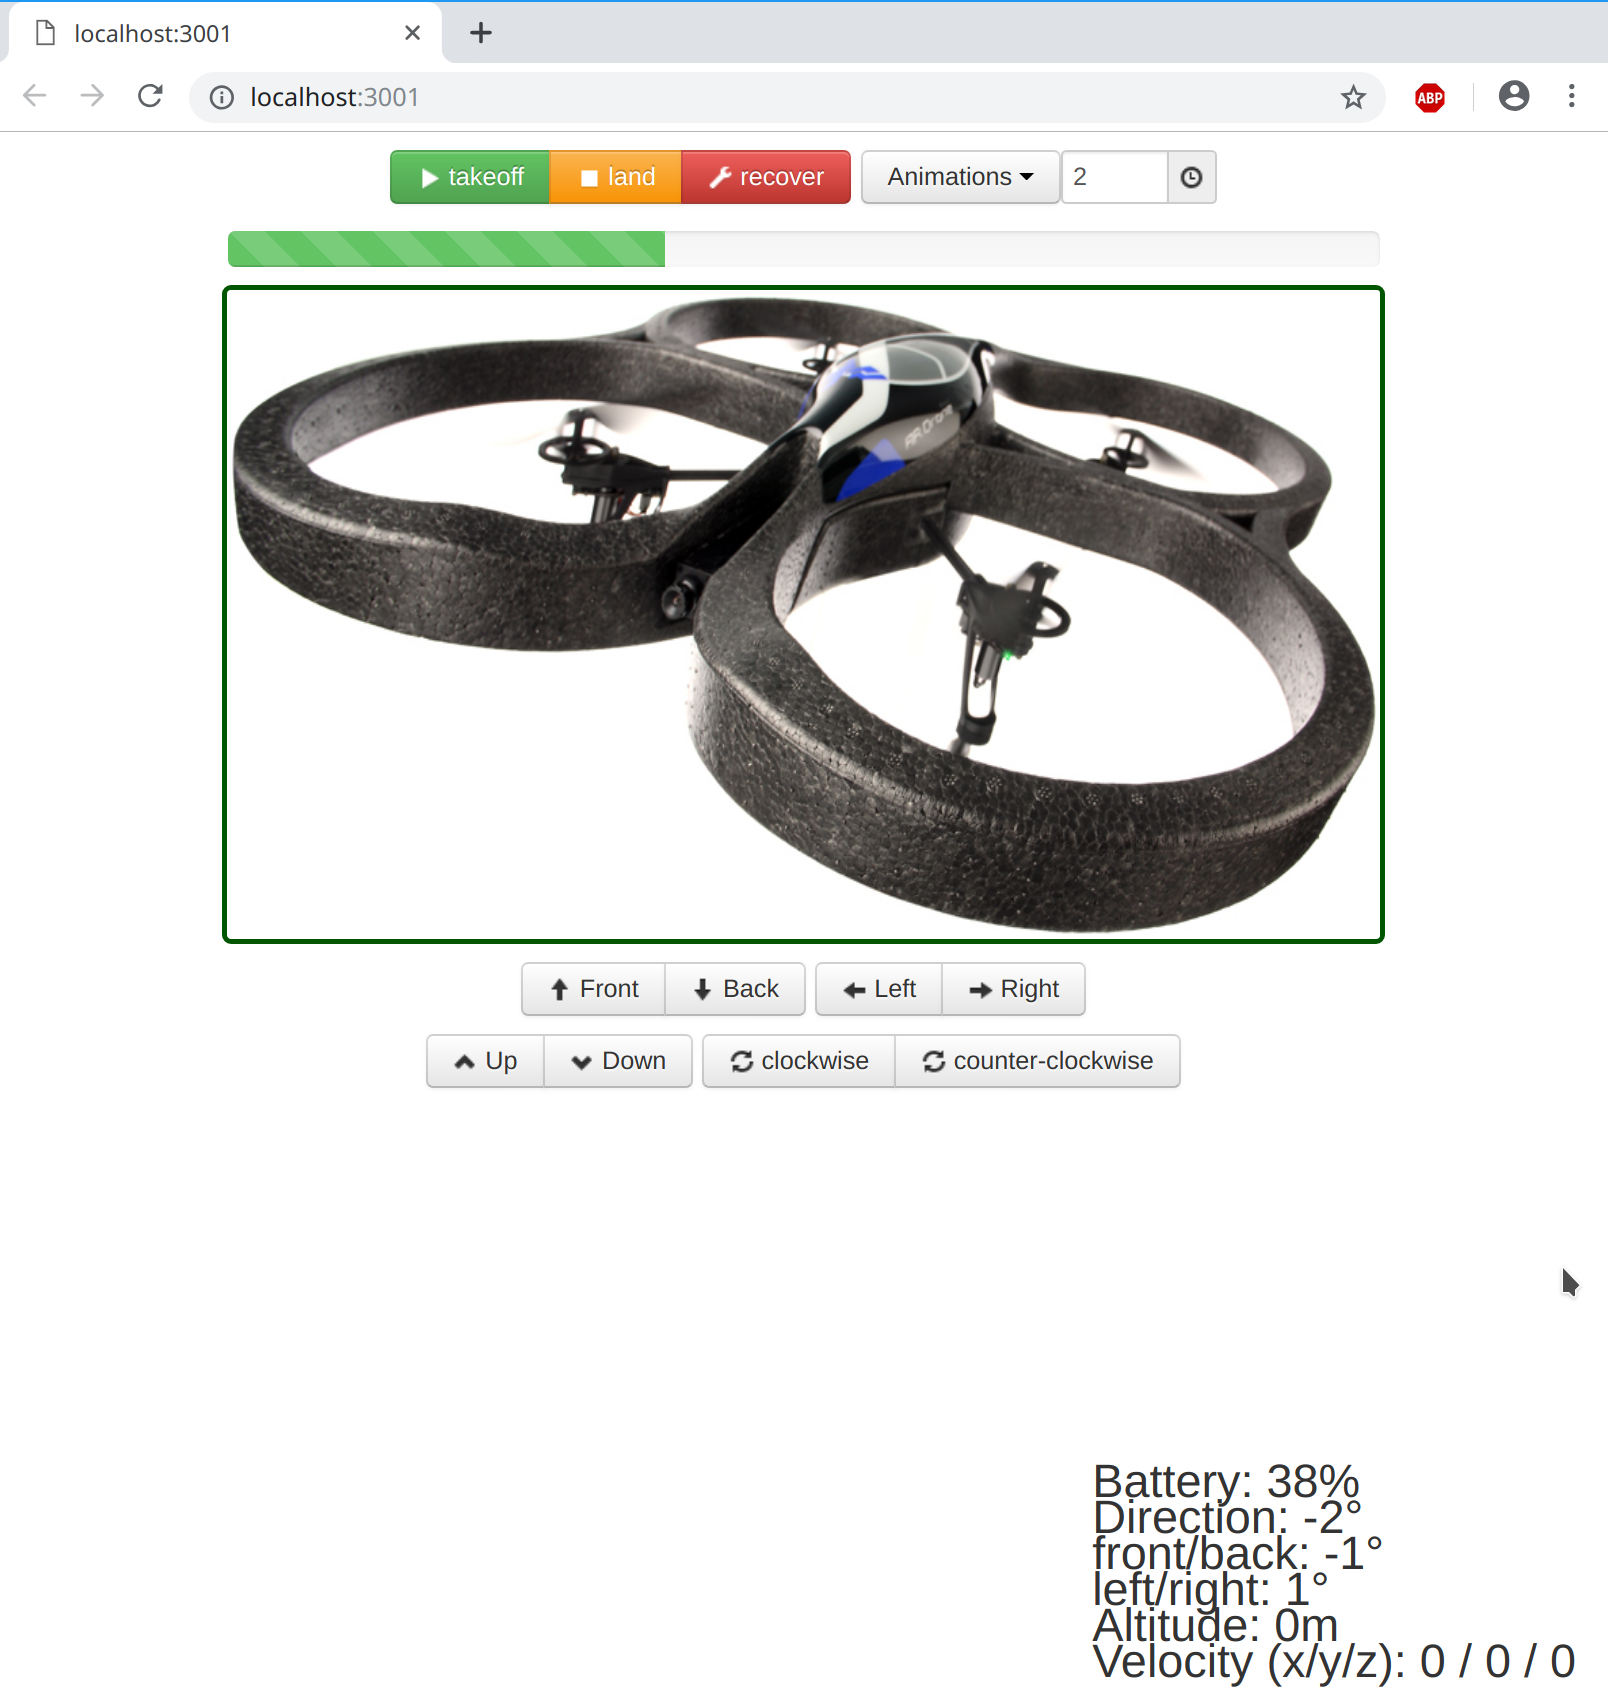 localhost:3001
localhost:3001
ABP
takeoff land recover Animations 2
AR.Drone
Front Back Left Right
Up Down clockwise counter-clockwise
Battery: 38%
Direction: -2°
front/back: -1°
left/right: 1°
Altitude: 0m
Velocity (x/y/z): 0 / 0 / 0